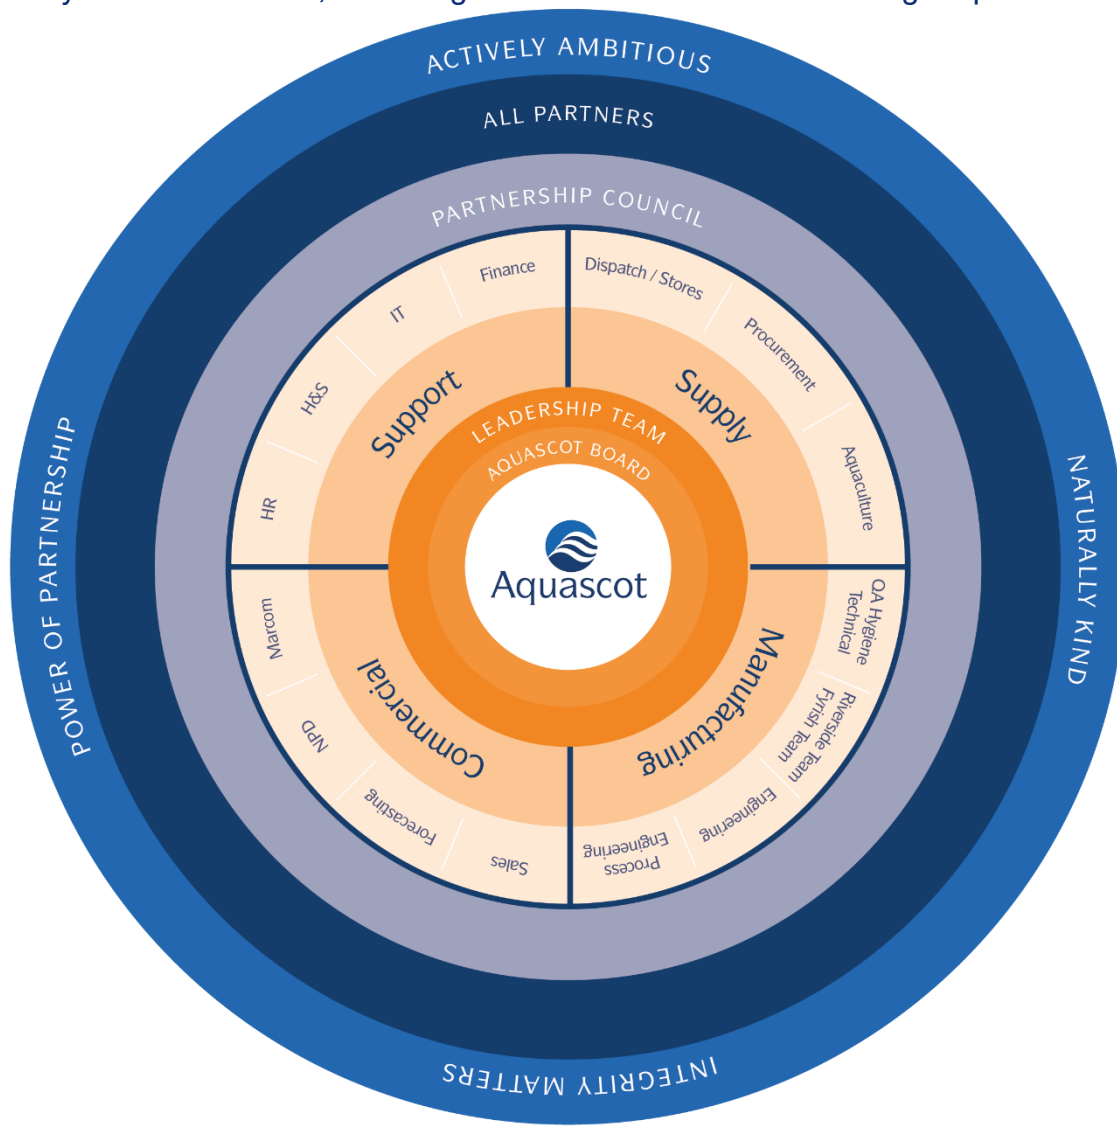 ACTIVELY AMBITIOUS
ALL PARTNERS
PARTNERSHIP COUNCIL
Finance
Dispatch / Stores
IT
Procurement
H&S
Support
Supply
HR
Aquaculture
LEADERSHIP TEAM
AQUASCOT BOARD
Aquascot
POWER OF PARTNERSHIP
NATURALLY KIND
Marcom
NPD
Forecasting
Sales
Commercial
Manufacturing
QA Hygiene
Technical
Riverside Team
Fyrish Team
Engineering
Process
Engineering
INTEGRITY MATTERS